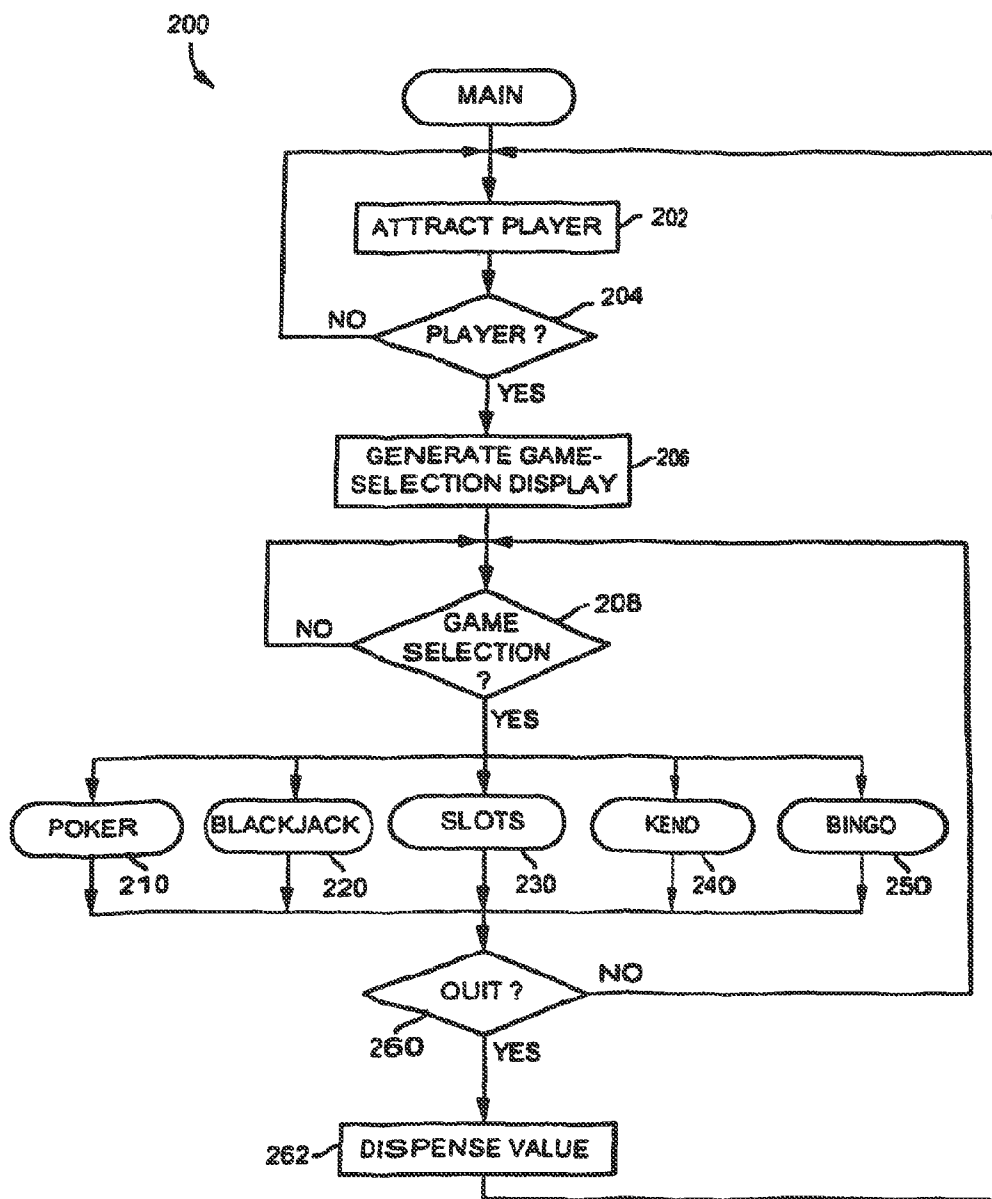 200
MAIN
ATTRACT PLAYER
202
204
PLAYER ?
NO
YES
GENERATE GAME-
SELECTION DISPLAY
206
208
GAME
SELECTION
?
NO
YES
POKER
BLACKJACK
SLOTS
KENO
BINGO
210
220
230
240
250
QUIT ?
NO
260
YES
262
DISPENSE VALUE